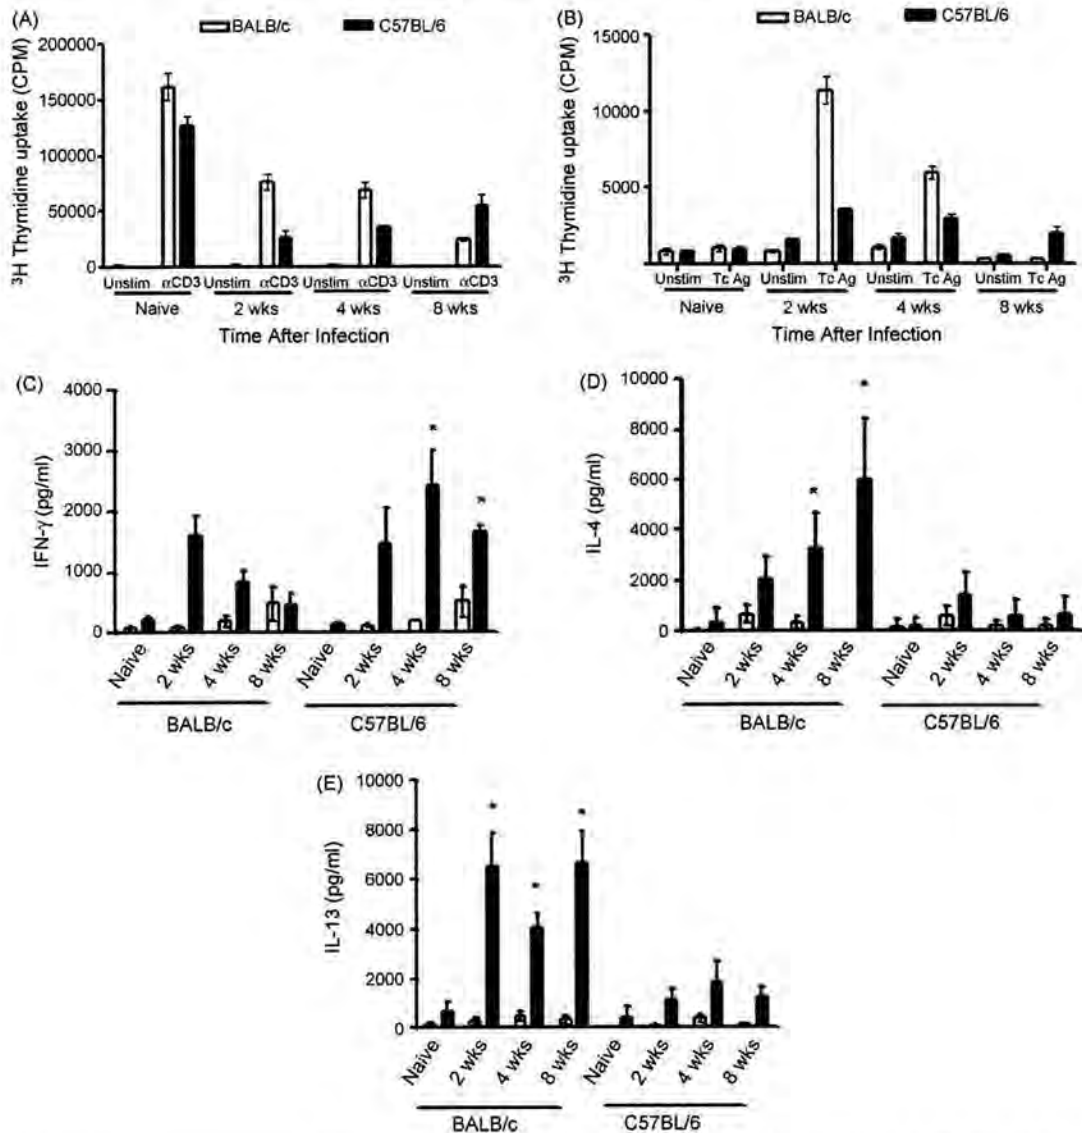 (A)
BALB/c C57BL/6
³H Thymidine uptake (CPM)
200000
150000
100000
50000
0
Unstim αCD3 Unstim αCD3 Unstim αCD3 Unstim αCD3
Naive 2 wks 4 wks 8 wks
Time After Infection
(B)
BALB/c C57BL/6
³H Thymidine uptake (CPM)
15000
10000
5000
0
Unstim Tc Ag Unstim Tc Ag Unstim Tc Ag Unstim Tc Ag
Naive 2 wks 4 wks 8 wks
Time After Infection
(C)
IFN-γ (pg/ml)
4000
3000
2000
1000
0
* *
Naive 2 wks 4 wks 8 wks Naive 2 wks 4 wks 8 wks
BALB/c C57BL/6
(D)
IL-4 (pg/ml)
10000
8000
6000
4000
2000
0
* *
Naive 2 wks 4 wks 8 wks Naive 2 wks 4 wks 8 wks
BALB/c C57BL/6
(E)
IL-13 (pg/ml)
10000
8000
6000
4000
2000
0
* * *
Naive 2 wks 4 wks 8 wks Naive 2 wks 4 wks 8 wks
BALB/c C57BL/6